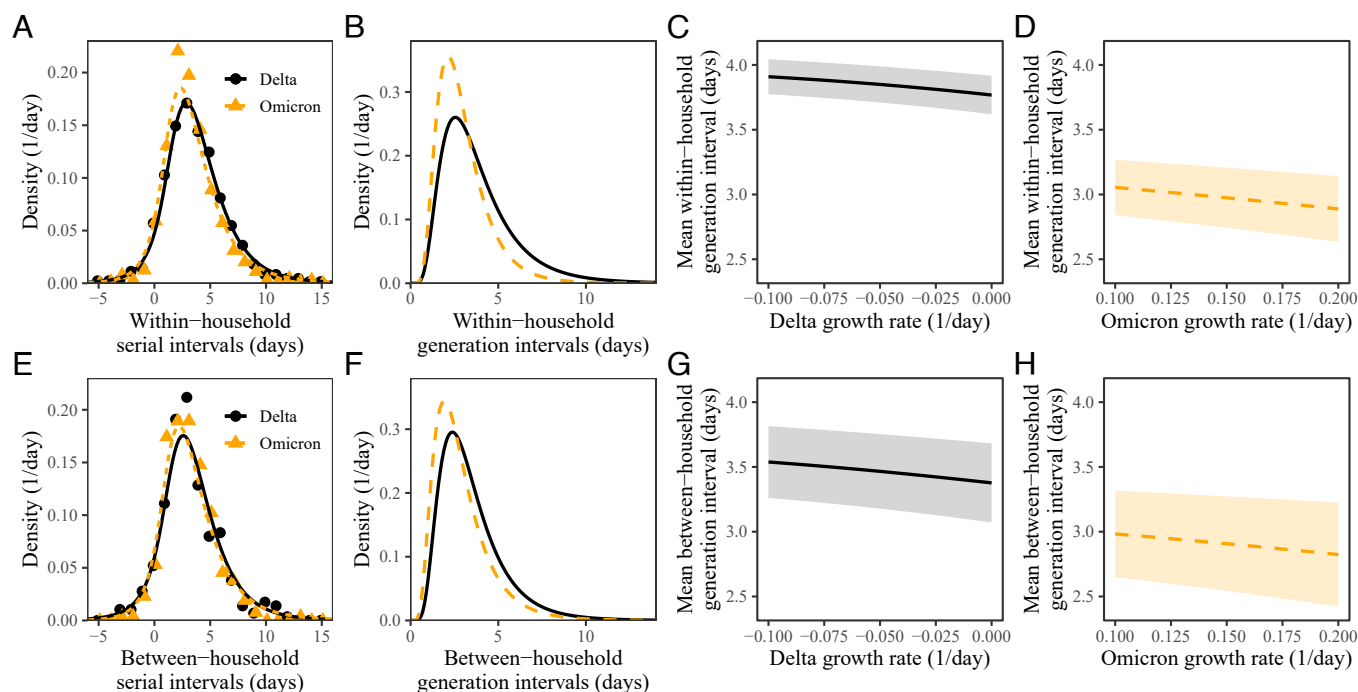 A
Density (1/day)
0.20
0.15
0.10
0.05
0.00
Delta
Omicron
−5
0
5
10
15
Within−household
serial intervals (days)
B
Density (1/day)
0.3
0.2
0.1
0.0
0
5
10
Within−household
generation intervals (days)
C
Mean within−household
generation interval (days)
4.0
3.5
3.0
2.5
−0.100
−0.075
−0.050
−0.025
0.000
Delta growth rate (1/day)
D
Mean within−household
generation interval (days)
4.0
3.5
3.0
2.5
0.100
0.125
0.150
0.175
0.200
Omicron growth rate (1/day)
E
Density (1/day)
0.20
0.15
0.10
0.05
0.00
Delta
Omicron
−5
0
5
10
15
Between−household
serial intervals (days)
F
Density (1/day)
0.3
0.2
0.1
0.0
0
5
10
Between−household
generation intervals (days)
G
Mean between−household
generation interval (days)
4.0
3.5
3.0
2.5
−0.100
−0.075
−0.050
−0.025
0.000
Delta growth rate (1/day)
H
Mean between−household
generation interval (days)
4.0
3.5
3.0
2.5
0.100
0.125
0.150
0.175
0.200
Omicron growth rate (1/day)